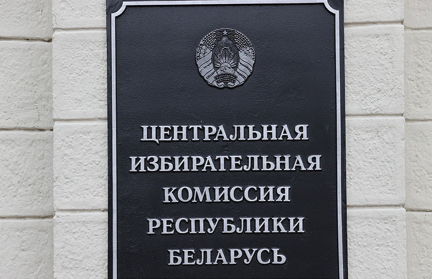 ЦЕНТРАЛЬНАЯ
ИЗБИРАТЕЛЬНАЯ
КОМИССИЯ
РЕСПУБЛИКИ
БЕЛАРУСЬ